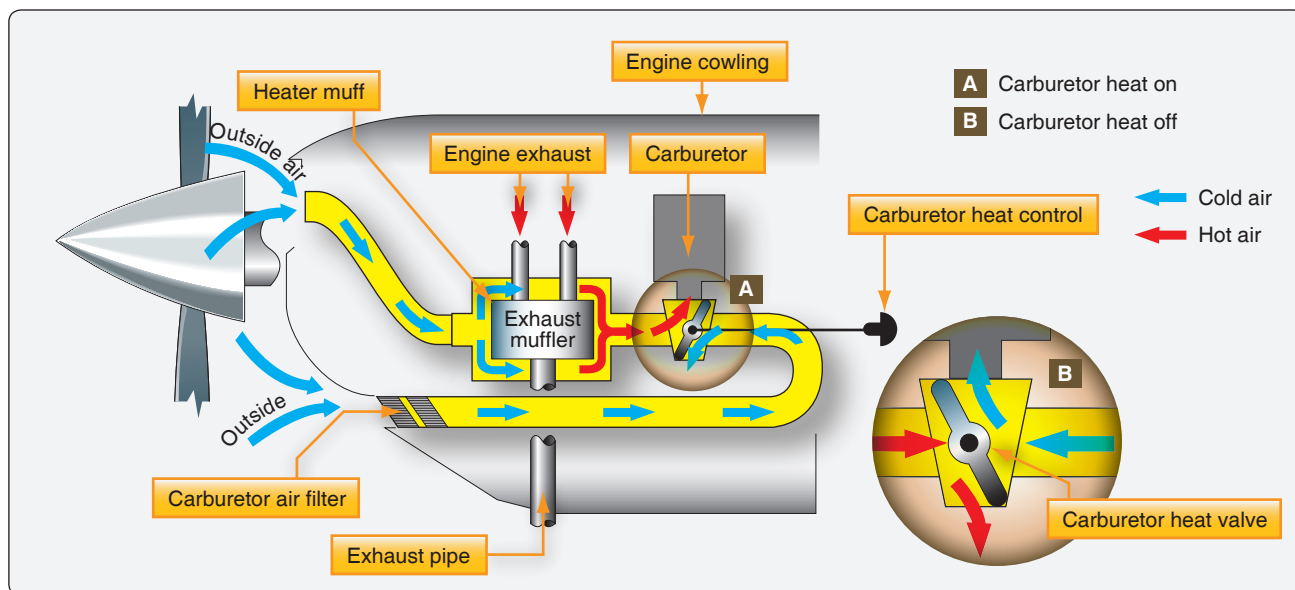 Engine cowling
Heater muff
A Carburetor heat on
B Carburetor heat off
Outside air
Engine exhaust
Carburetor
Cold air
Carburetor heat control
Hot air
A
Exhaust
muffler
B
Outside
Carburetor air filter
Carburetor heat valve
Exhaust pipe